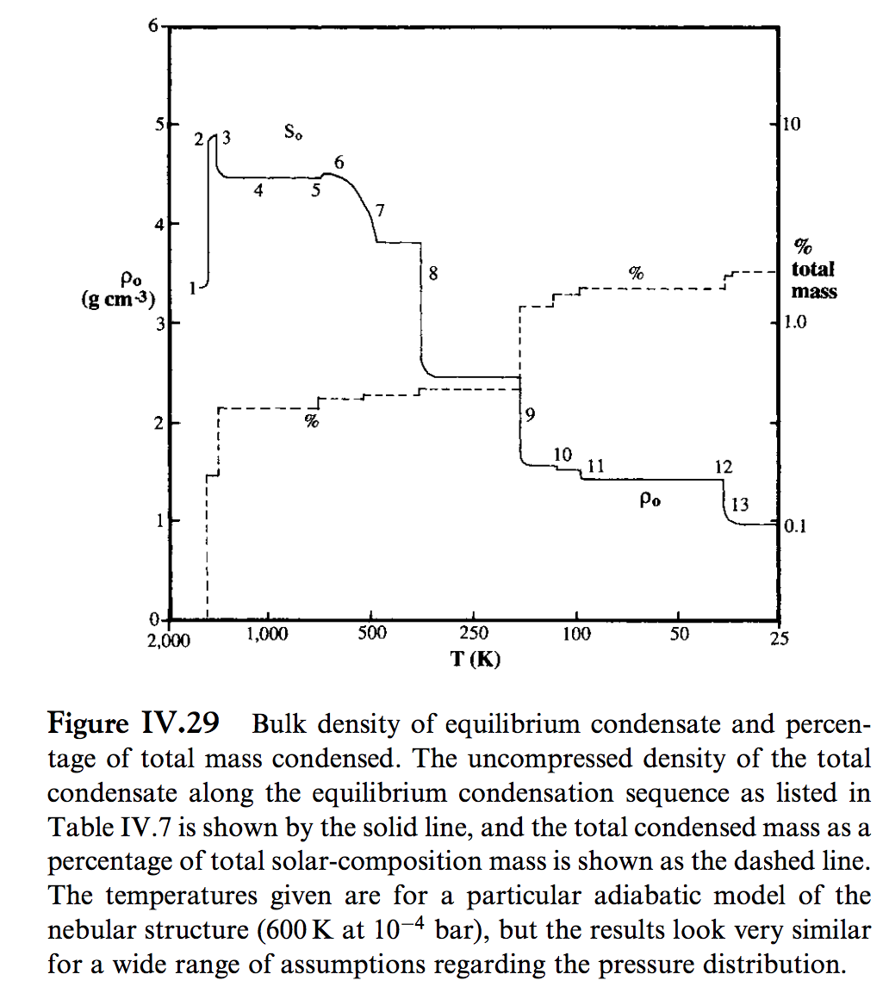 6
5
4
3
2
1
0
ρo
(g cm-3)
10
1.0
0.1
%
total
mass
So
1
2
3
4
5
6
7
8
9
10
11
12
13
%
%
ρo
2,000
1,000
500
250
100
50
25
T (K)
Figure IV.29 Bulk density of equilibrium condensate and percen-
tage of total mass condensed. The uncompressed density of the total
condensate along the equilibrium condensation sequence as listed in
Table IV.7 is shown by the solid line, and the total condensed mass as a
percentage of total solar-composition mass is shown as the dashed line.
The temperatures given are for a particular adiabatic model of the
nebular structure (600 K at 10−4 bar), but the results look very similar
for a wide range of assumptions regarding the pressure distribution.